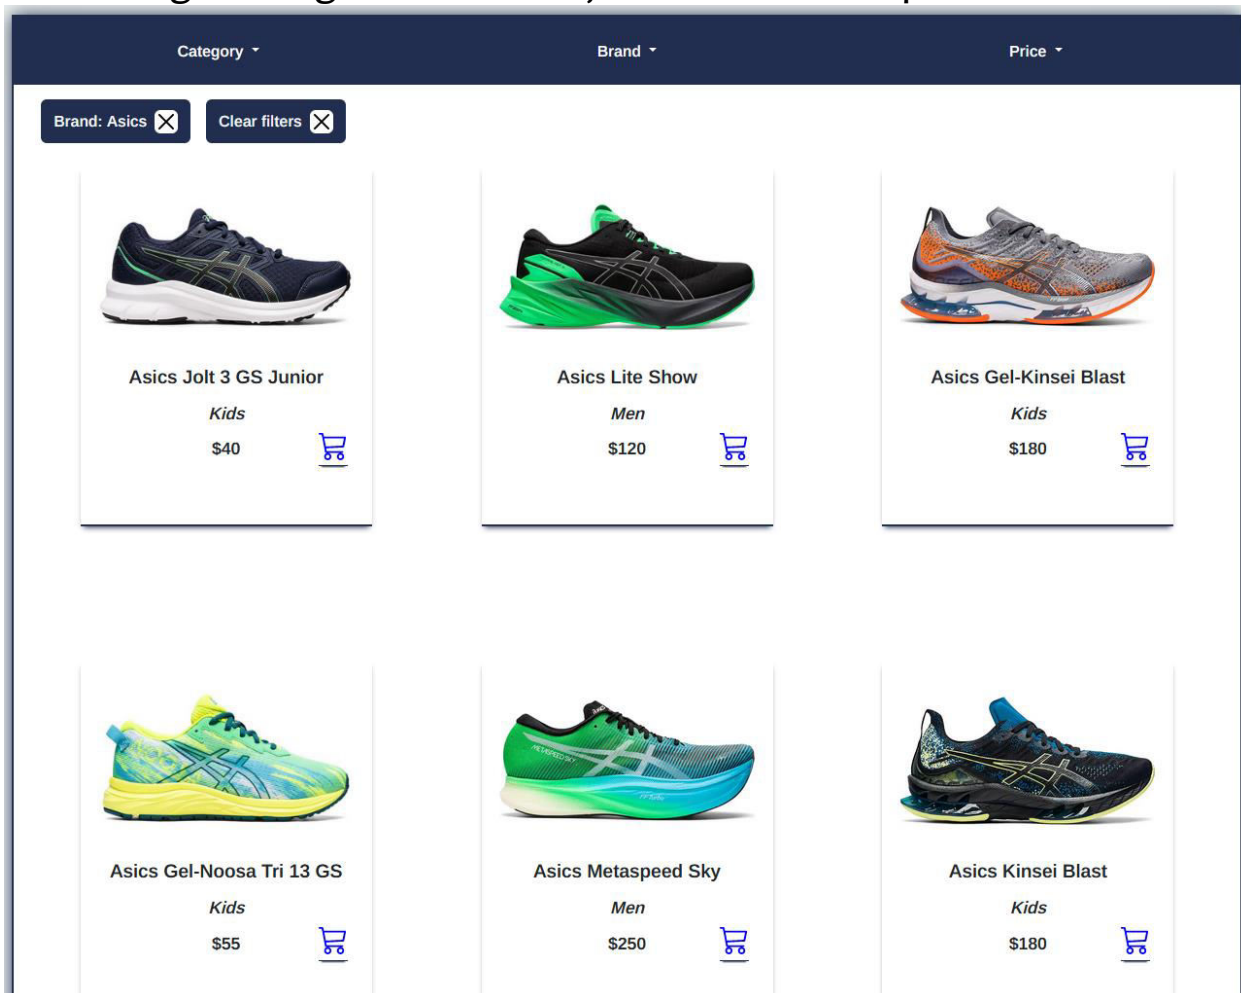 Category
Brand
Price
Brand: Asics
Clear filters
Asics Jolt 3 GS Junior
Kids
$40
Asics Lite Show
Men
$120
Asics Gel-Kinsei Blast
Kids
$180
METASPEED SKY
Asics Gel-Noosa Tri 13 GS
Kids
$55
Asics Metaspeed Sky
Men
$250
Asics Kinsei Blast
Kids
$180